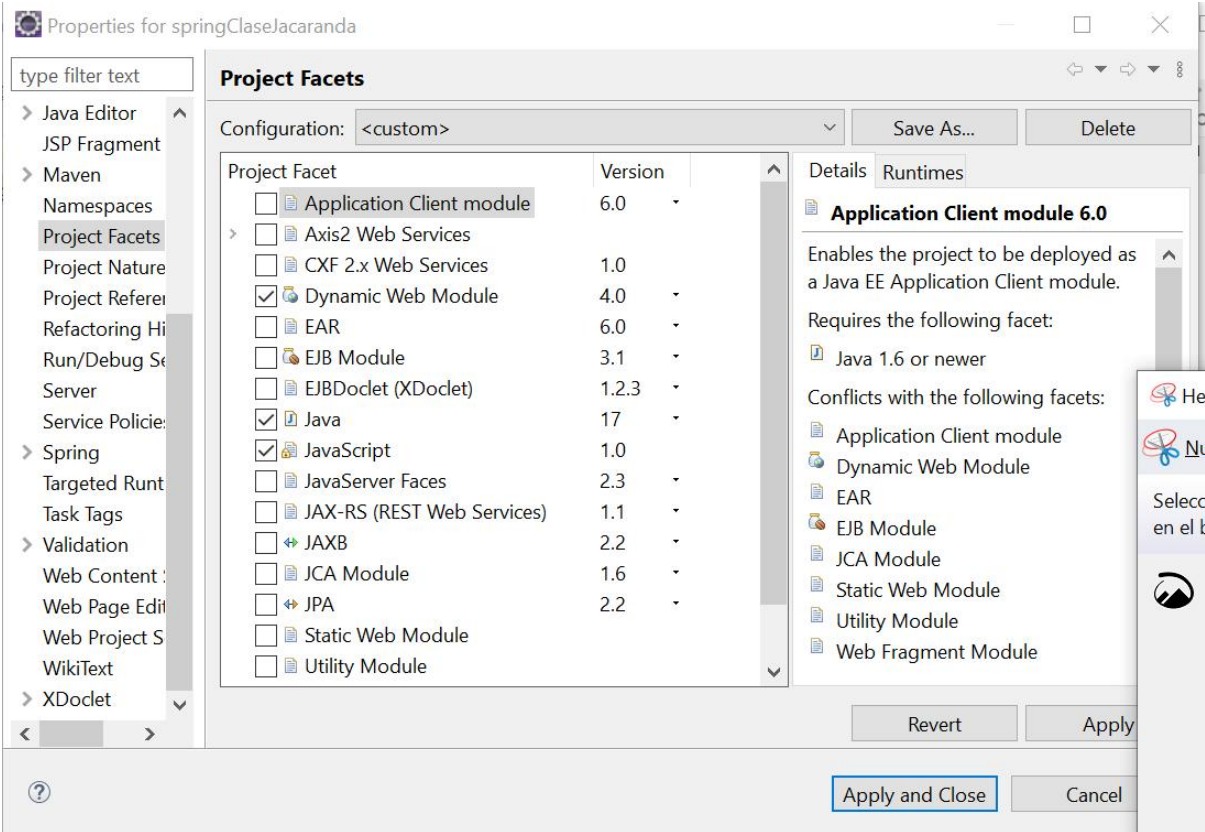 Properties for springClaseJacaranda
type filter text
Java Editor
JSP Fragment
Maven
Namespaces
Project Facets
Project Nature
Project Refere
Refactoring Hi
Run/Debug Se
Server
Service Policie
Spring
Targeted Runt
Task Tags
Validation
Web Content
Web Page Edit
Web Project S
WikiText
XDoclet
Project Facets
Configuration: <custom> Save As... Delete
Project Facet Version
Application Client module 6.0
Axis2 Web Services
CXF 2.x Web Services 1.0
Dynamic Web Module 4.0
EAR 6.0
EJB Module 3.1
EJBDoclet (XDoclet) 1.2.3
Java 17
JavaScript 1.0
JavaServer Faces 2.3
JAX-RS (REST Web Services) 1.1
JAXB 2.2
JCA Module 1.6
JPA 2.2
Static Web Module
Utility Module
Details Runtimes
Application Client module 6.0
Enables the project to be deployed as
a Java EE Application Client module.
Requires the following facet:
Java 1.6 or newer
Conflicts with the following facets:
Application Client module
Dynamic Web Module
EAR
EJB Module
JCA Module
Static Web Module
Utility Module
Web Fragment Module
Revert Apply
Apply and Close Cancel
He
Nu
Selecc
en el b